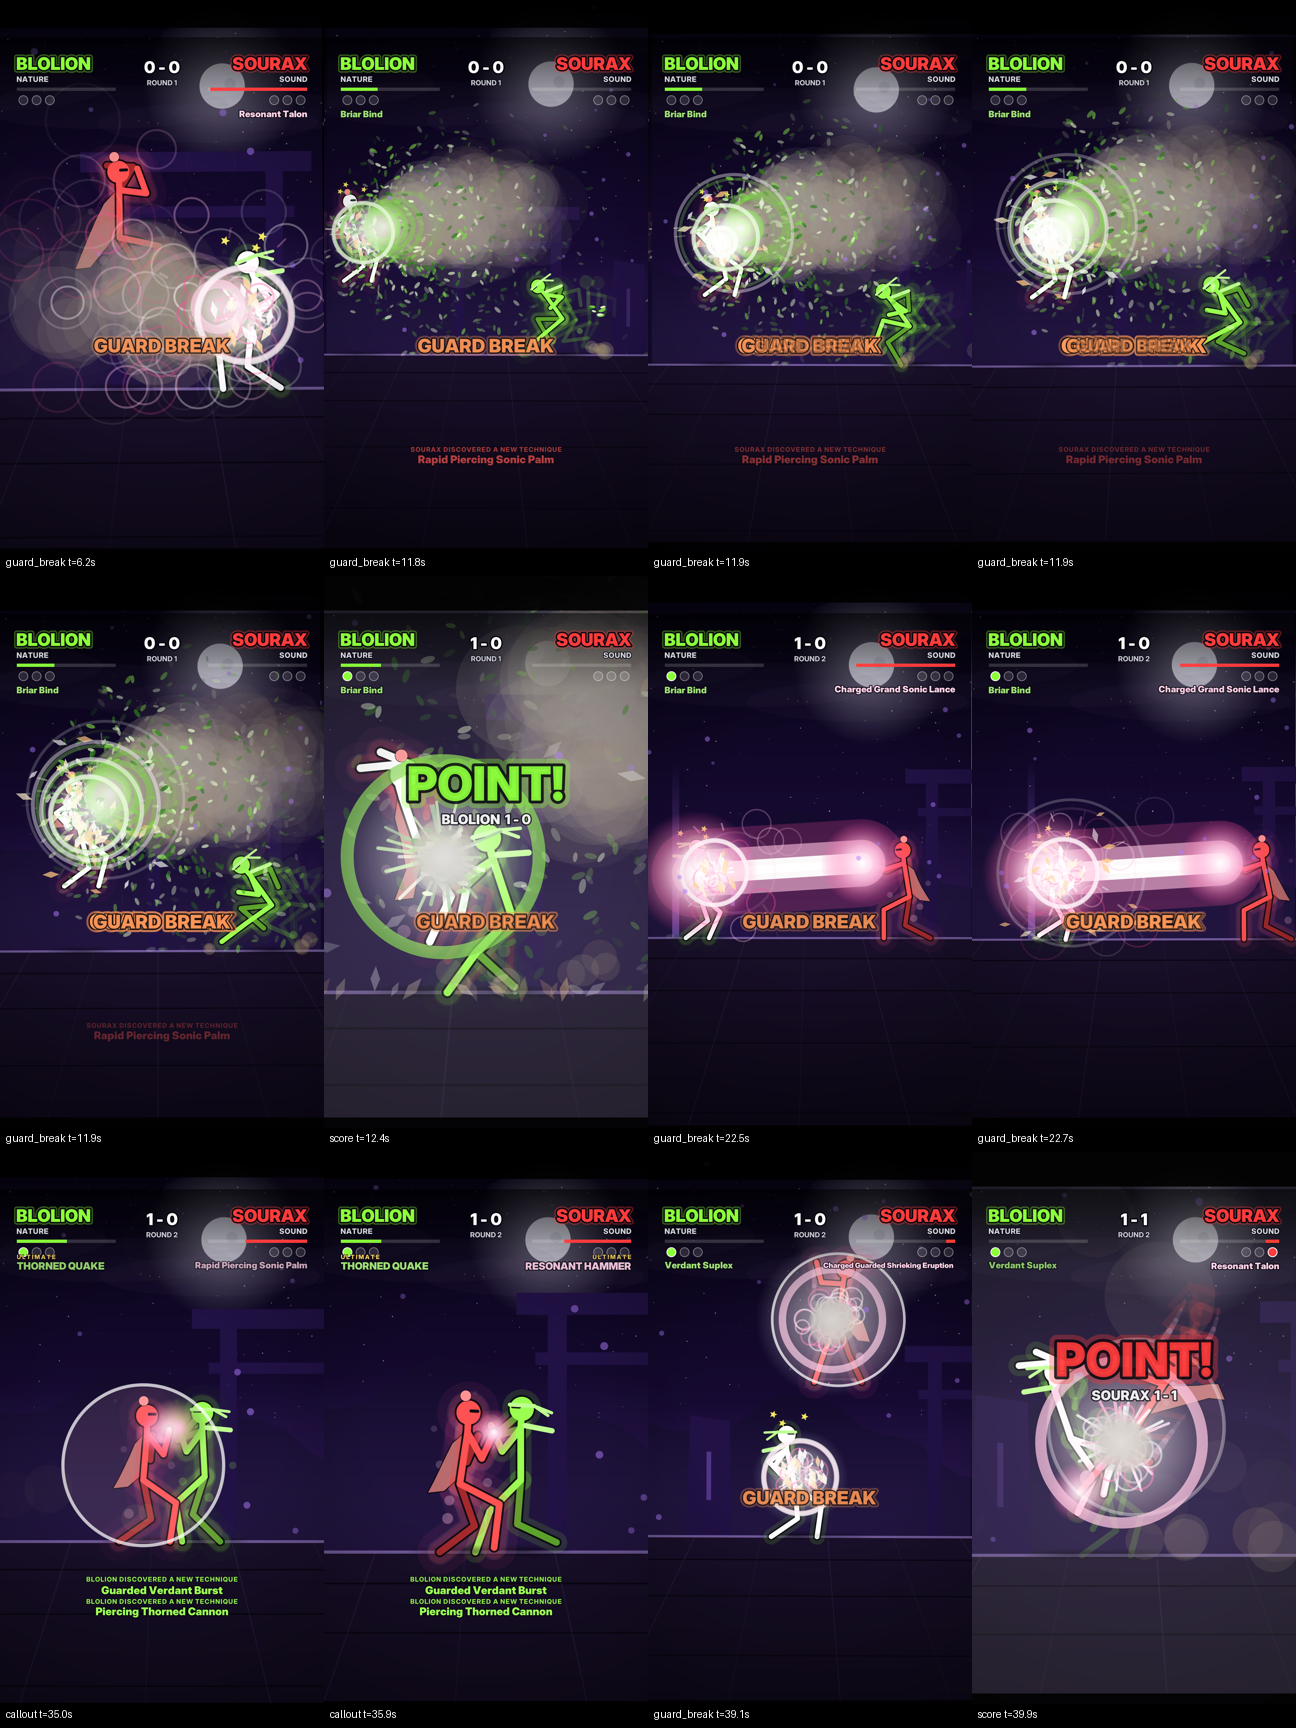 BLOLION 0-0 SOURAX
NATURE ROUND 1 SOUND
Resonant Talon
GUARD BREAK
guard_break t=6.2s
BLOLION 0-0 SOURAX
NATURE ROUND 1 SOUND
Briar Bind
GUARD BREAK
SOURAX DISCOVERED A NEW TECHNIQUE
Rapid Piercing Sonic Palm
guard_break t=11.8s
BLOLION 0-0 SOURAX
NATURE ROUND 1 SOUND
Briar Bind
GUARD BREAK
SOURAX DISCOVERED A NEW TECHNIQUE
Rapid Piercing Sonic Palm
guard_break t=11.9s
BLOLION 0-0 SOURAX
NATURE ROUND 1 SOUND
Briar Bind
GUARD BREAK
SOURAX DISCOVERED A NEW TECHNIQUE
Rapid Piercing Sonic Palm
guard_break t=11.9s
BLOLION 0-0 SOURAX
NATURE ROUND 1 SOUND
Briar Bind
GUARD BREAK
SOURAX DISCOVERED A NEW TECHNIQUE
Rapid Piercing Sonic Palm
guard_break t=11.9s
BLOLION 1-0 SOURAX
NATURE ROUND 1 SOUND
Briar Bind
POINT!
BLOLION 1-0
GUARD BREAK
score t=12.4s
BLOLION 1-0 SOURAX
NATURE ROUND 2 SOUND
Briar Bind Charged Grand Sonic Lance
GUARD BREAK
guard_break t=22.5s
BLOLION 1-0 SOURAX
NATURE ROUND 2 SOUND
Briar Bind Charged Grand Sonic Lance
GUARD BREAK
guard_break t=22.7s
BLOLION 1-0 SOURAX
NATURE ROUND 2 SOUND
ULTIMATE
THORNED QUAKE Rapid Piercing Sonic Palm
BLOLION DISCOVERED A NEW TECHNIQUE
Guarded Verdant Burst
BLOLION DISCOVERED A NEW TECHNIQUE
Piercing Thorned Cannon
callout t=35.0s
BLOLION 1-0 SOURAX
NATURE ROUND 2 SOUND
ULTIMATE ULTIMATE
THORNED QUAKE RESONANT HAMMER
BLOLION DISCOVERED A NEW TECHNIQUE
Guarded Verdant Burst
BLOLION DISCOVERED A NEW TECHNIQUE
Piercing Thorned Cannon
callout t=35.9s
BLOLION 1-0 SOURAX
NATURE ROUND 2 SOUND
Verdant Suplex Charged Guarded Shrieking Eruption
GUARD BREAK
guard_break t=39.1s
BLOLION 1-1 SOURAX
NATURE ROUND 2 SOUND
Verdant Suplex Resonant Talon
POINT!
SOURAX 1-1
score t=39.9s